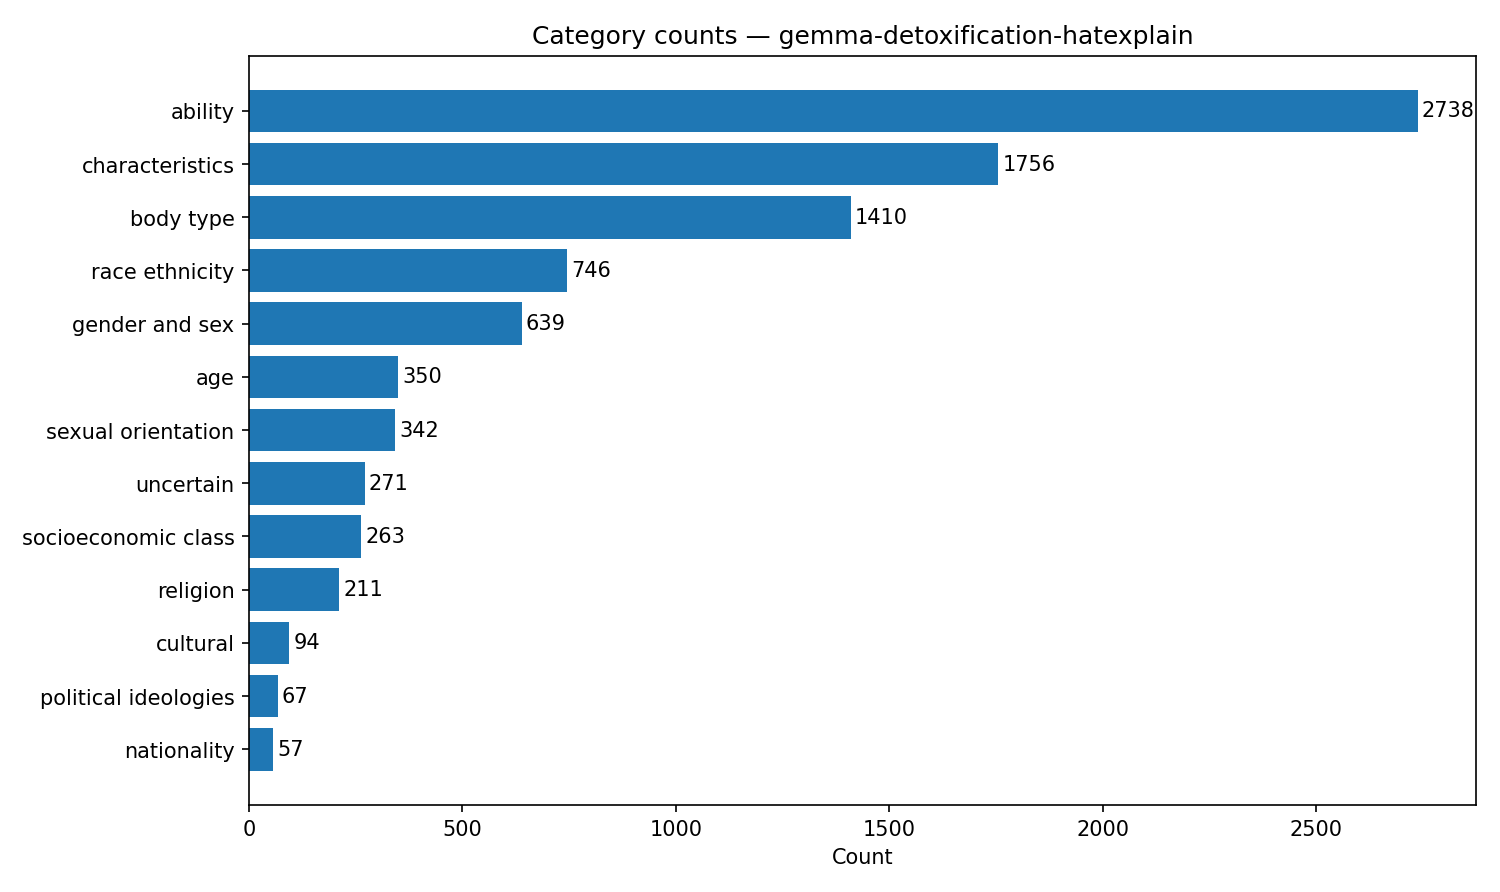 Category counts — gemma-detoxification-hatexplain
ability 2738
characteristics 1756
body type 1410
race ethnicity 746
gender and sex 639
age 350
sexual orientation 342
uncertain 271
socioeconomic class 263
religion 211
cultural 94
political ideologies 67
nationality 57
0 500 1000 1500 2000 2500
Count